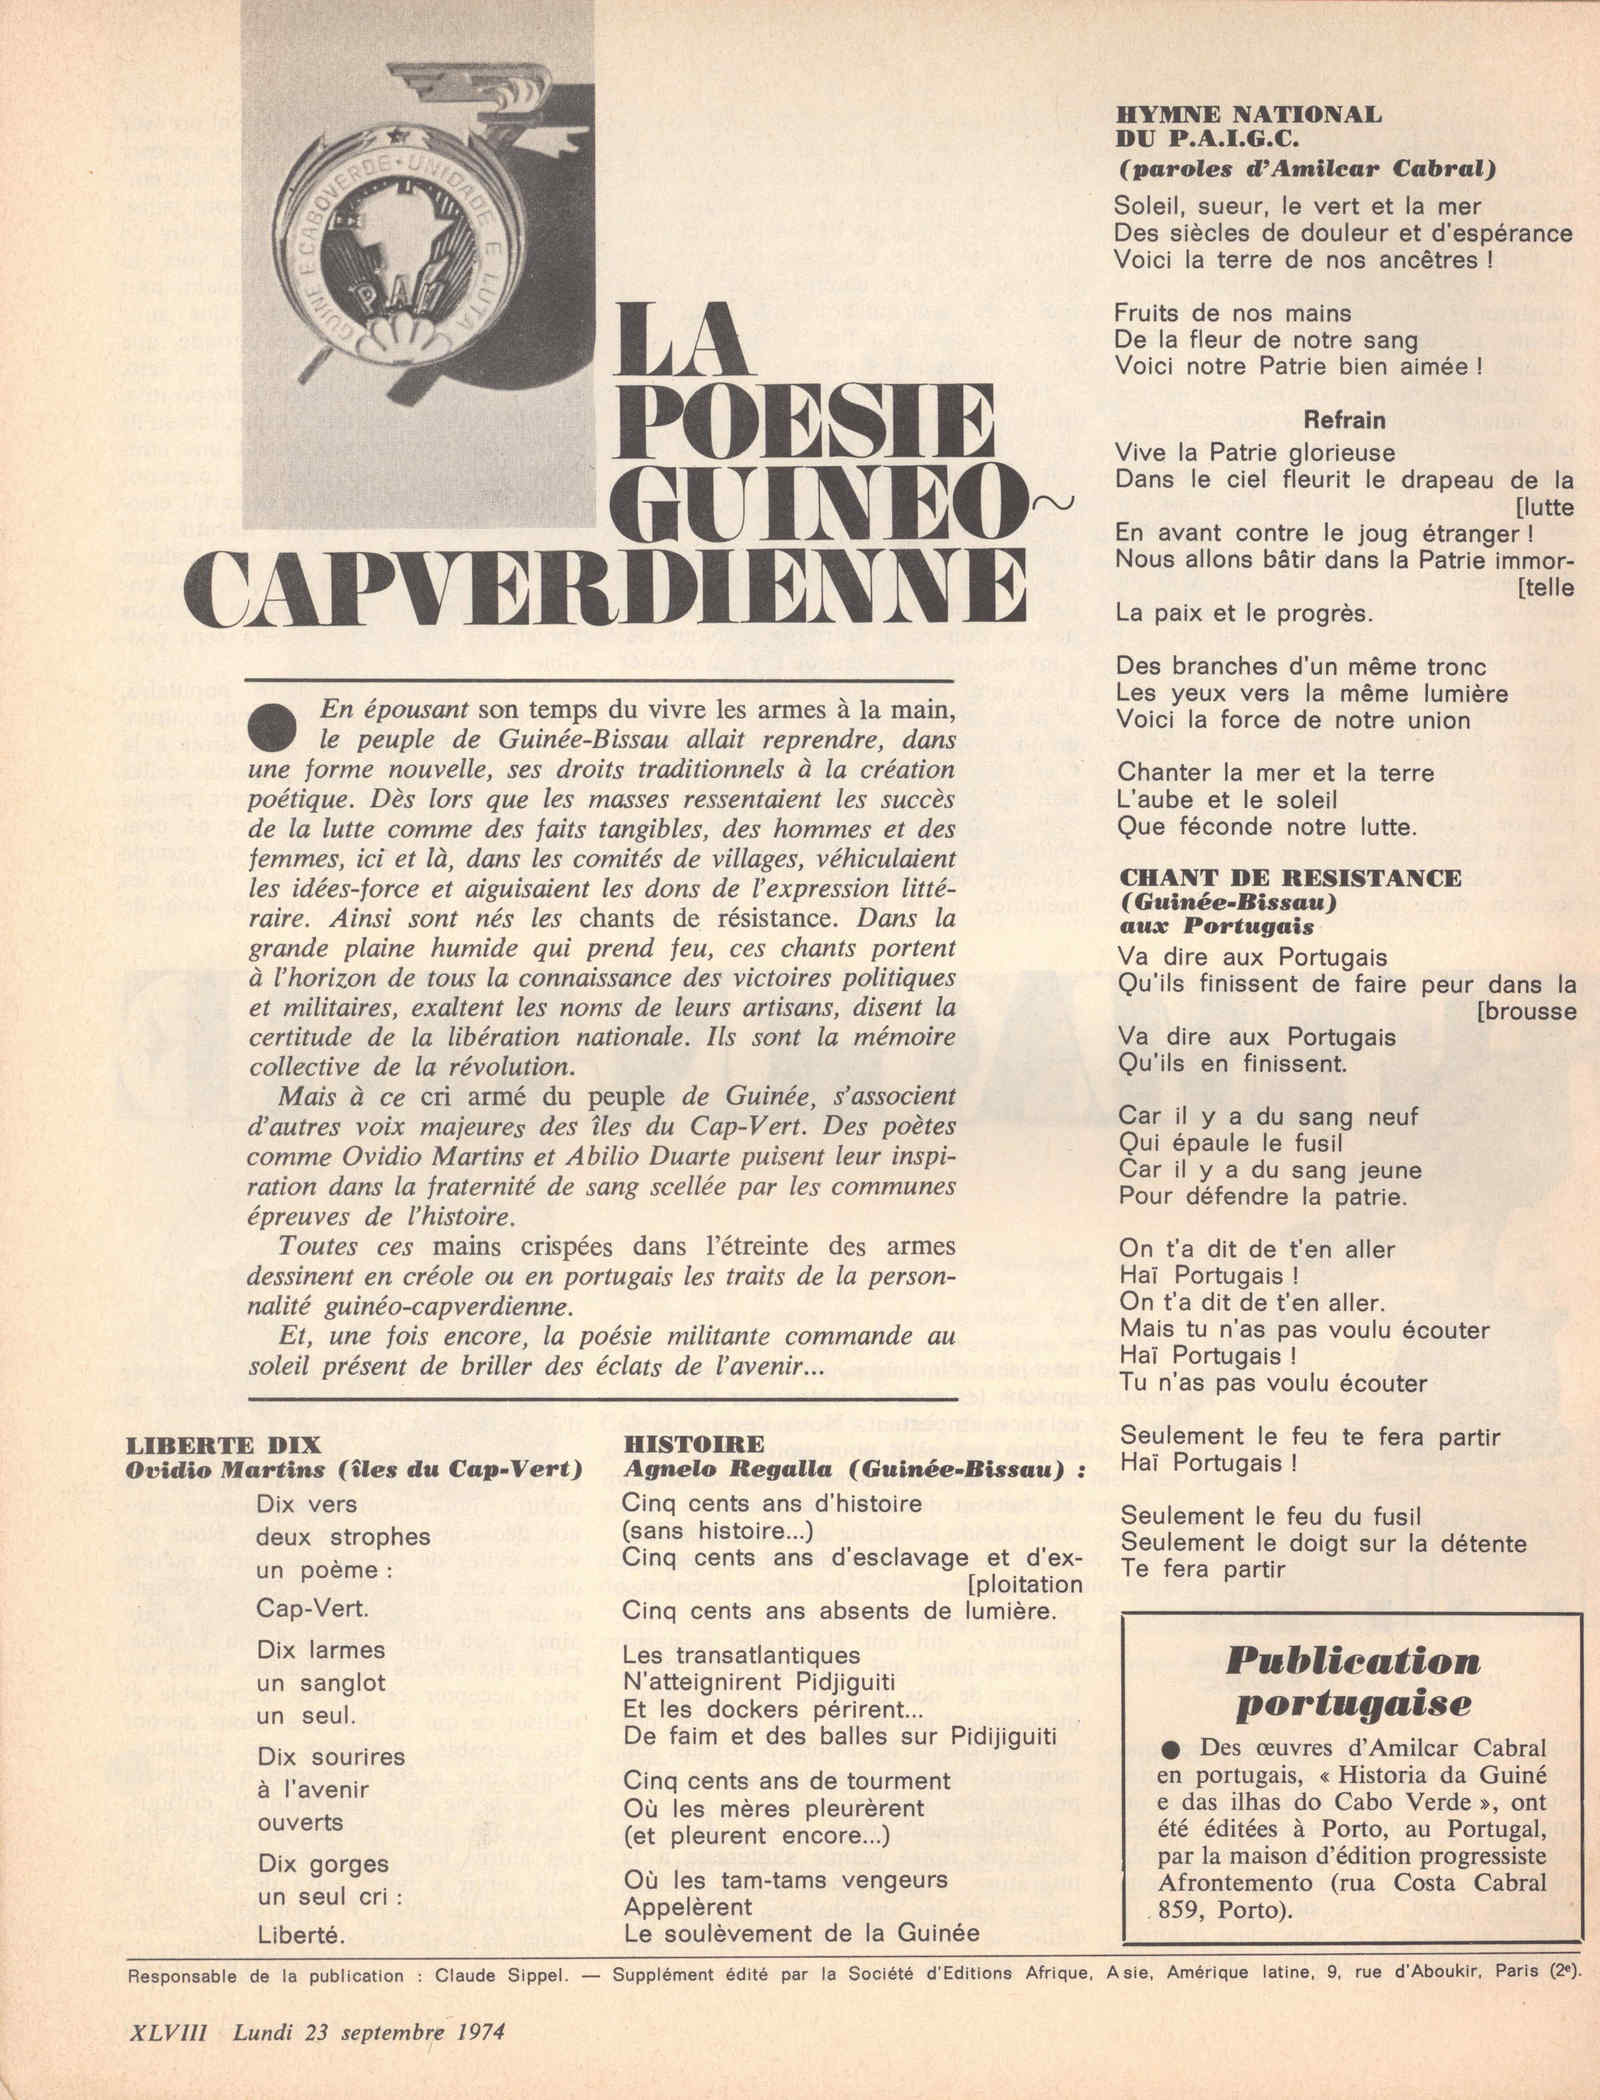 GUINE E CABOVERDE • UNIDADE E LUTA
LA
POESIE
GUINEO~
CAPVERDIENNE
● En épousant son temps du vivre les armes à la main,
le peuple de Guinée-Bissau allait reprendre, dans
une forme nouvelle, ses droits traditionnels à la création
poétique. Dès lors que les masses ressentaient les succès
de la lutte comme des faits tangibles, des hommes et des
femmes, ici et là, dans les comités de villages, véhiculaient
les idées-force et aiguisaient les dons de l'expression litté-
raire. Ainsi sont nés les chants de résistance. Dans la
grande plaine humide qui prend feu, ces chants portent
à l'horizon de tous la connaissance des victoires politiques
et militaires, exaltent les noms de leurs artisans, disent la
certitude de la libération nationale. Ils sont la mémoire
collective de la révolution.
Mais à ce cri armé du peuple de Guinée, s'associent
d'autres voix majeures des îles du Cap-Vert. Des poètes
comme Ovidio Martins et Abilio Duarte puisent leur inspi-
ration dans la fraternité de sang scellée par les communes
épreuves de l'histoire.
Toutes ces mains crispées dans l'étreinte des armes
dessinent en créole ou en portugais les traits de la person-
nalité guinéo-capverdienne.
Et, une fois encore, la poésie militante commande au
soleil présent de briller des éclats de l'avenir...
LIBERTE DIX
Ovidio Martins (îles du Cap-Vert)
Dix vers
deux strophes
un poème :
Cap-Vert.
Dix larmes
un sanglot
un seul.
Dix sourires
à l'avenir
ouverts
Dix gorges
un seul cri :
Liberté.
HISTOIRE
Agnelo Regalla (Guinée-Bissau) :
Cinq cents ans d'histoire
(sans histoire...)
Cinq cents ans d'esclavage et d'ex-
[ploitation
Cinq cents ans absents de lumière.
Les transatlantiques
N'atteignirent Pidjiguiti
Et les dockers périrent...
De faim et des balles sur Pidijiguiti
Cinq cents ans de tourment
Où les mères pleurèrent
(et pleurent encore...)
Où les tam-tams vengeurs
Appelèrent
Le soulèvement de la Guinée
HYMNE NATIONAL
DU P.A.I.G.C.
(paroles d'Amilcar Cabral)
Soleil, sueur, le vert et la mer
Des siècles de douleur et d'espérance
Voici la terre de nos ancêtres !
Fruits de nos mains
De la fleur de notre sang
Voici notre Patrie bien aimée !
Refrain
Vive la Patrie glorieuse
Dans le ciel fleurit le drapeau de la
[lutte
En avant contre le joug étranger !
Nous allons bâtir dans la Patrie immor-
[telle
La paix et le progrès.
Des branches d'un même tronc
Les yeux vers la même lumière
Voici la force de notre union
Chanter la mer et la terre
L'aube et le soleil
Que féconde notre lutte.
CHANT DE RESISTANCE
(Guinée-Bissau)
aux Portugais
Va dire aux Portugais
Qu'ils finissent de faire peur dans la
[brousse
Va dire aux Portugais
Qu'ils en finissent.
Car il y a du sang neuf
Qui épaule le fusil
Car il y a du sang jeune
Pour défendre la patrie.
On t'a dit de t'en aller
Haï Portugais !
On t'a dit de t'en aller.
Mais tu n'as pas voulu écouter
Haï Portugais !
Tu n'as pas voulu écouter
Seulement le feu te fera partir
Haï Portugais !
Seulement le feu du fusil
Seulement le doigt sur la détente
Te fera partir
Publication
portugaise
● Des œuvres d'Amilcar Cabral
en portugais, « Historia da Guiné
e das ilhas do Cabo Verde », ont
été éditées à Porto, au Portugal,
par la maison d'édition progressiste
Afrontemento (rua Costa Cabral
859, Porto).
Responsable de la publication : Claude Sippel. — Supplément édité par la Société d'Editions Afrique, Asie, Amérique latine, 9, rue d'Aboukir, Paris (2e).
XLVIII Lundi 23 septembre 1974